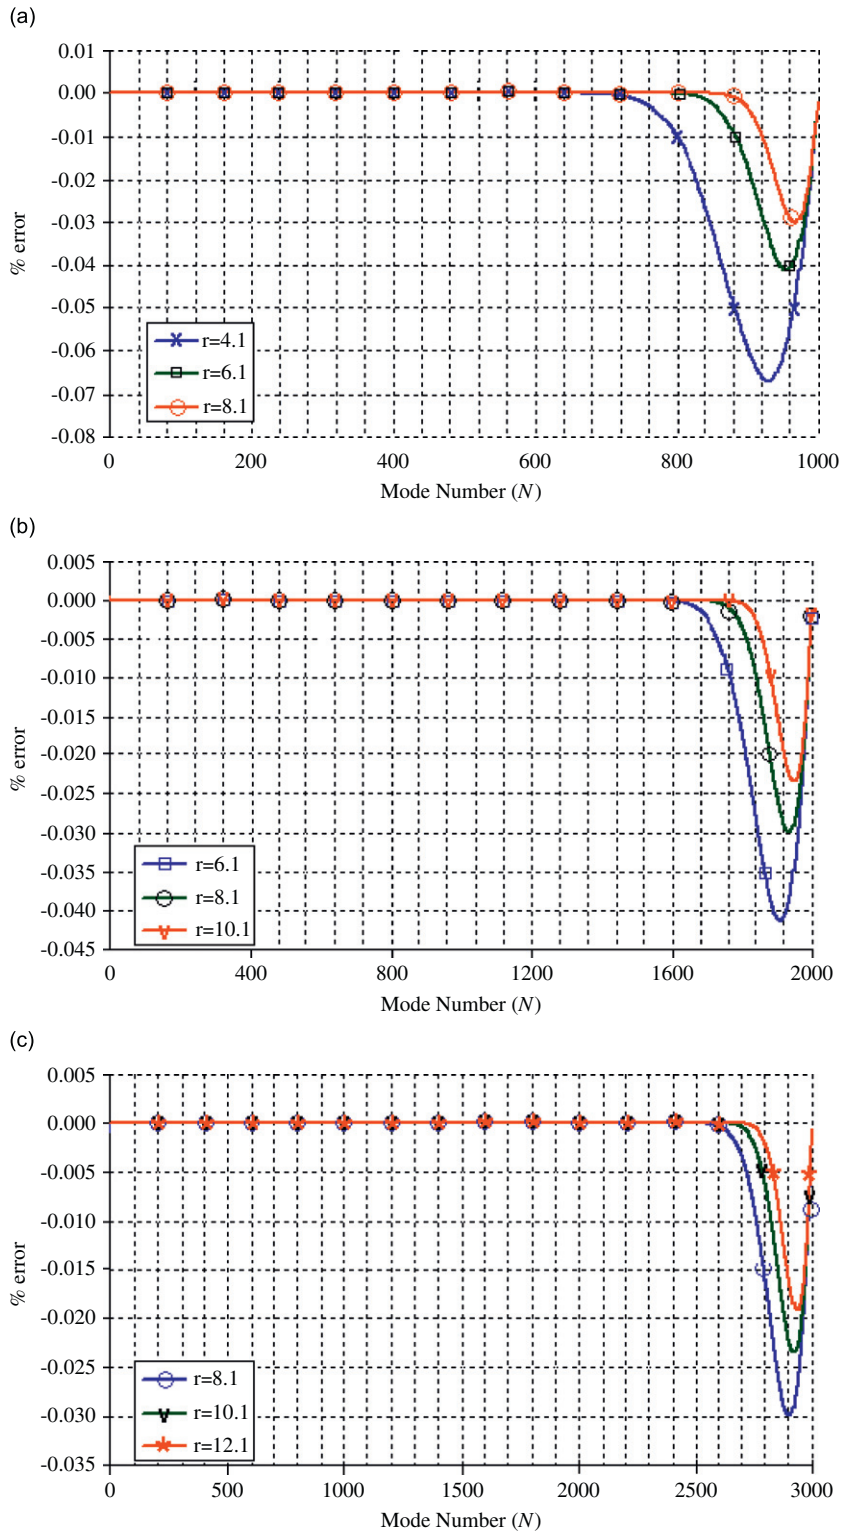 (a)
0.01
0.00
-0.01
-0.02
-0.03
-0.04
-0.05
-0.06
-0.07
-0.08
% error
r=4.1
r=6.1
r=8.1
0 200 400 600 800 1000
Mode Number (N)
(b)
0.005
0.000
-0.005
-0.010
-0.015
-0.020
-0.025
-0.030
-0.035
-0.040
-0.045
% error
r=6.1
r=8.1
r=10.1
0 400 800 1200 1600 2000
Mode Number (N)
(c)
0.005
0.000
-0.005
-0.010
-0.015
-0.020
-0.025
-0.030
-0.035
% error
r=8.1
r=10.1
r=12.1
0 500 1000 1500 2000 2500 3000
Mode Number (N)